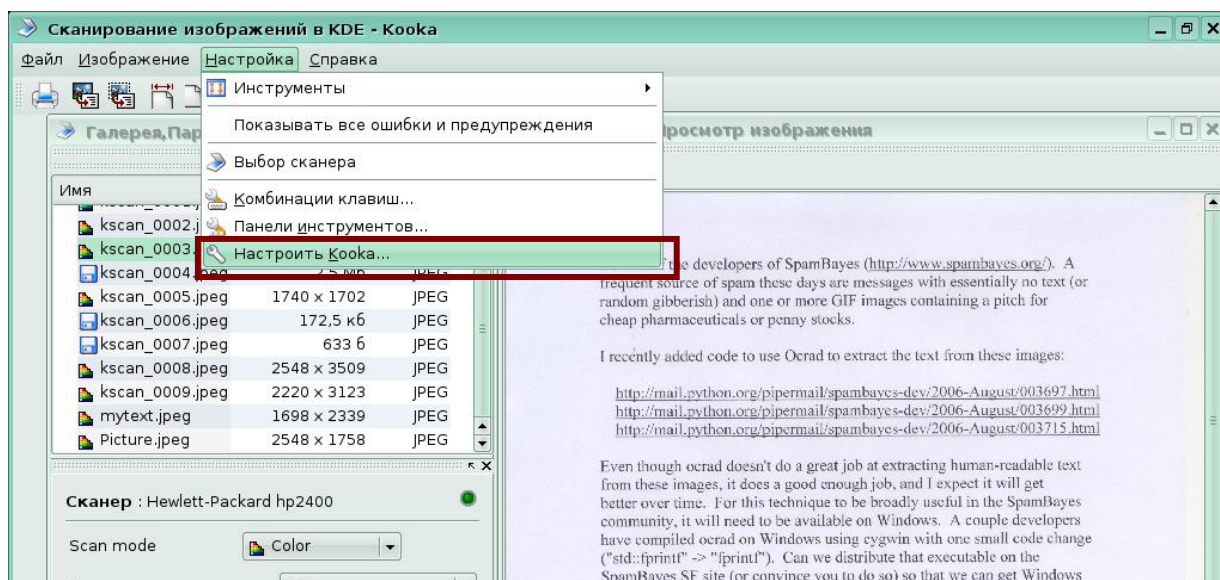 Сканирование изображений в KDE - Kooka
Файл Изображение Настройка Справка
Инструменты
Показывать все ошибки и предупреждения
Выбор сканера
Комбинации клавиш...
Панели инструментов...
Настроить Kooka...
Галерея,
Имя
kscan_0002.j
kscan_0003.
kscan_0004.jpeg 2,5 Мб JPEG
kscan_0005.jpeg 1740 x 1702 JPEG
kscan_0006.jpeg 172,5 кб JPEG
kscan_0007.jpeg 633 б JPEG
kscan_0008.jpeg 2548 x 3509 JPEG
kscan_0009.jpeg 2220 x 3123 JPEG
mytext.jpeg 1698 x 2339 JPEG
Picture.jpeg 2548 x 1758 JPEG
Сканер : Hewlett-Packard hp2400
Scan mode Color
Просмотр изображения
the developers of SpamBayes (http://www.spambayes.org/). A
frequent source of spam these days are messages with essentially no text (or
random gibberish) and one or more GIF images containing a pitch for
cheap pharmaceuticals or penny stocks.
I recently added code to use Ocrad to extract the text from these images:
http://mail.python.org/pipermail/spambayes-dev/2006-August/003697.html
http://mail.python.org/pipermail/spambayes-dev/2006-August/003699.html
http://mail.python.org/pipermail/spambayes-dev/2006-August/003715.html
Even though ocrad doesn't do a great job at extracting human-readable text
from these images, it does a good enough job, and I expect it will get
better over time. For this technique to be broadly useful in the SpamBayes
community, it will need to be available on Windows. A couple developers
have compiled ocrad on Windows using cygwin with one small code change
("std::fprintf" -> "fprintf"). Can we distribute that executable on the
SpamBayes SF site (or convince you to do so) so that we can get Windows